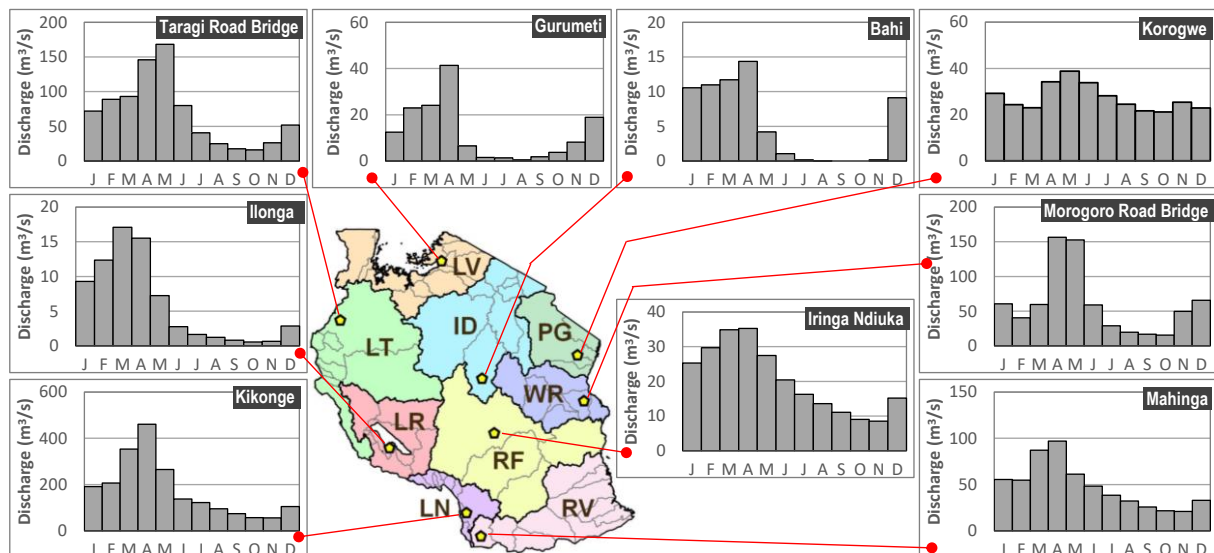 Taragi Road Bridge
Discharge (m³/s)
200
150
100
50
0
J F M A M J J A S O N D
Gurumeti
Discharge (m³/s)
60
40
20
0
J F M A M J J A S O N D
Bahi
Discharge (m³/s)
20
15
10
5
0
J F M A M J J A S O N D
Korogwe
Discharge (m³/s)
60
40
20
0
J F M A M J J A S O N D
Ilonga
Discharge (m³/s)
20
15
10
5
0
J F M A M J J A S O N D
Morogoro Road Bridge
Discharge (m³/s)
200
150
100
50
0
J F M A M J J A S O N D
LV
ID
PG
LT
WR
LR
RF
LN
RV
Iringa Ndiuka
Discharge (m³/s)
40
30
20
10
0
J F M A M J J A S O N D
Kikonge
Discharge (m³/s)
600
400
200
0
J F M A M J J A S O N D
Mahinga
Discharge (m³/s)
150
100
50
0
J F M A M J J A S O N D